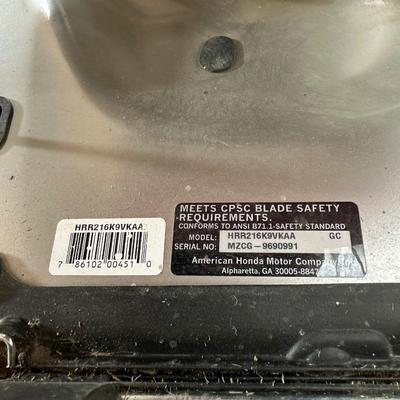 HRR216K9VKAA
7 86102 00451 0
MEETS CPSC BLADE SAFETY
REQUIREMENTS.
CONFORMS TO ANSI B71.1-SAFETY STANDARD
MODEL: HRR216K9VKAA GC
SERIAL NO: MZCG-9690991
American Honda Motor Company, Inc.
Alpharetta, GA 30005-8847